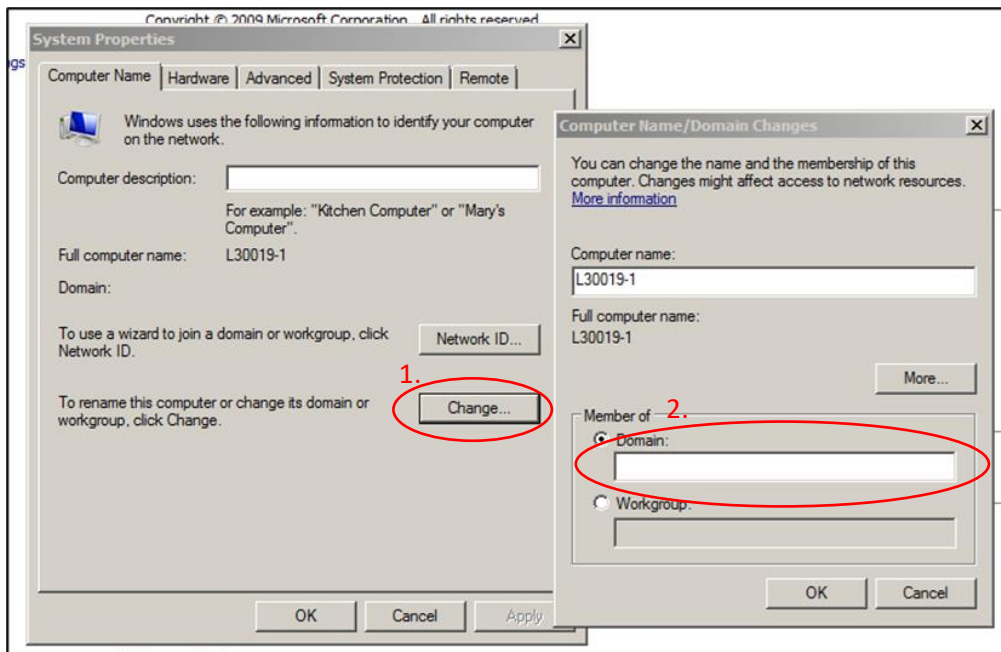 Copyright © 2009 Microsoft Corporation. All rights reserved.
System Properties
Computer Name
Hardware
Advanced
System Protection
Remote
Windows uses the following information to identify your computer
on the network.
Computer description:
For example: "Kitchen Computer" or "Mary's
Computer".
Full computer name: L30019-1
Domain:
To use a wizard to join a domain or workgroup, click
Network ID.
Network ID...
1.
To rename this computer or change its domain or
workgroup, click Change.
Change...
OK
Cancel
Apply
Computer Name/Domain Changes
You can change the name and the membership of this
computer. Changes might affect access to network resources.
More information
Computer name:
L30019-1
Full computer name:
L30019-1
More...
Member of
2.
Domain:
Workgroup:
OK
Cancel